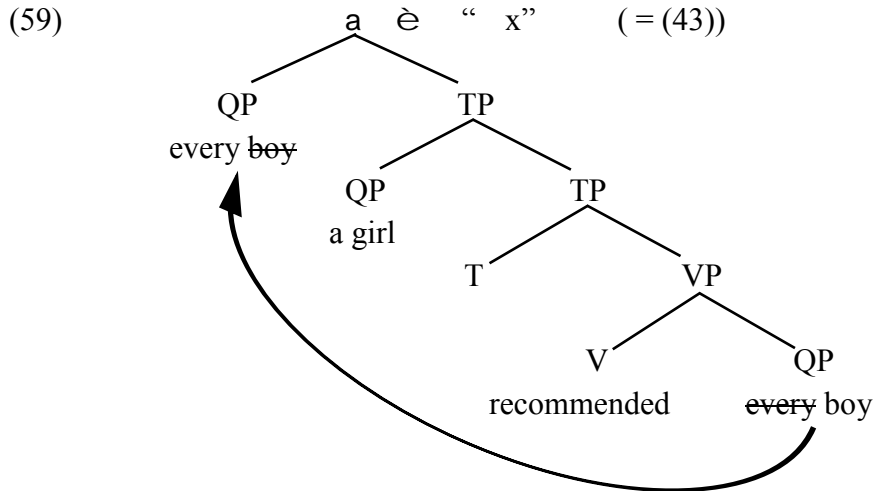 (59) a è “ x” ( = (43))
QP TP
every boy
QP TP
a girl
T VP
V QP
recommended every boy